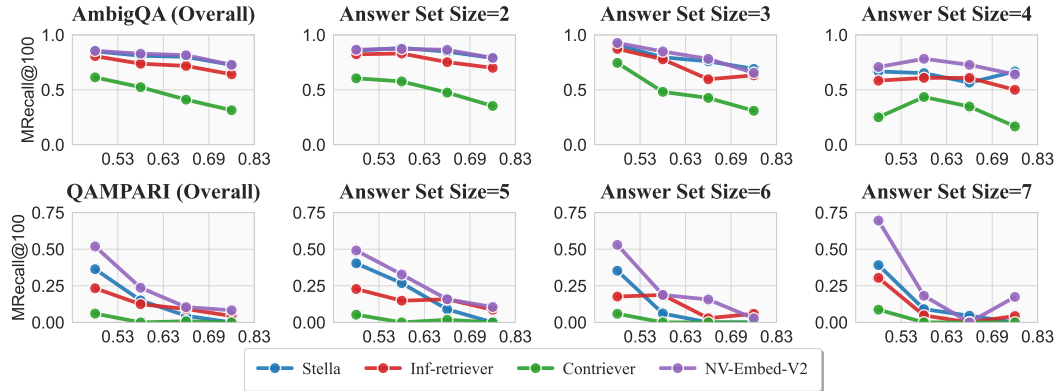 AmbigQA (Overall)
Answer Set Size=2
Answer Set Size=3
Answer Set Size=4
MRecall@100
1.0
0.5
0.0
0.53 0.63 0.69 0.83
1.0
0.5
0.0
0.53 0.63 0.69 0.83
1.0
0.5
0.0
0.53 0.63 0.69 0.83
1.0
0.5
0.0
0.53 0.63 0.69 0.83
QAMPARI (Overall)
Answer Set Size=5
Answer Set Size=6
Answer Set Size=7
MRecall@100
0.75
0.50
0.25
0.00
0.53 0.63 0.69 0.83
0.75
0.50
0.25
0.00
0.53 0.63 0.69 0.83
0.75
0.50
0.25
0.00
0.53 0.63 0.69 0.83
0.75
0.50
0.25
0.00
0.53 0.63 0.69 0.83
Stella Inf-retriever Contriever NV-Embed-V2